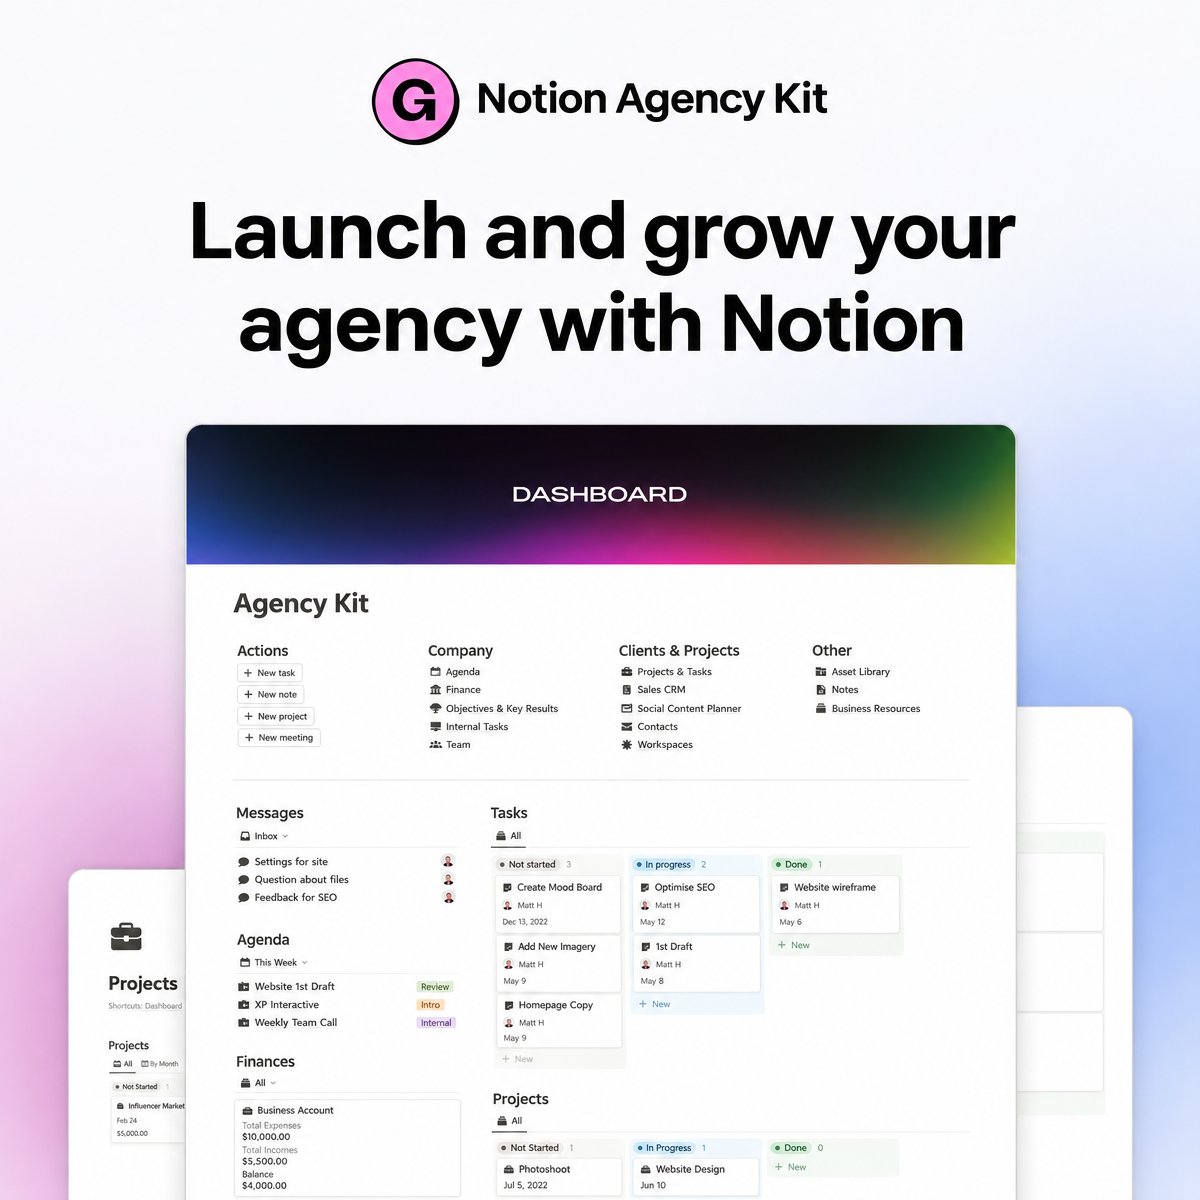 G Notion Agency Kit
Launch and grow your
agency with Notion
DASHBOARD
Agency Kit
Actions
+ New task
+ New note
+ New project
+ New meeting
Company
Agenda
Finance
Objectives & Key Results
Internal Tasks
Team
Clients & Projects
Projects & Tasks
Sales CRM
Social Content Planner
Contacts
Workspaces
Other
Asset Library
Notes
Business Resources
Messages
Inbox
Settings for site
Question about files
Feedback for SEO
Agenda
This Week
Website 1st Draft Review
XP Interactive Intro
Weekly Team Call Internal
Finances
All
Business Account
Total Expenses
$10,000.00
Total Incomes
$5,500.00
Balance
$4,000.00
Tasks
All
Not started 3
Create Mood Board
Matt H
Dec 13, 2022
Add New Imagery
Matt H
May 9
Homepage Copy
Matt H
May 9
+ New
In progress 2
Optimise SEO
Matt H
May 12
1st Draft
Matt H
May 8
+ New
Done 1
Website wireframe
Matt H
May 6
+ New
Projects
All
Not Started 1
Photoshoot
Jul 5, 2022
In Progress 1
Website Design
Jun 10
Done 0
+ New
Projects
Shortcuts: Dashboard
Projects
All By Month
Not Started 1
Influencer Market
Feb 24
$5,000.00